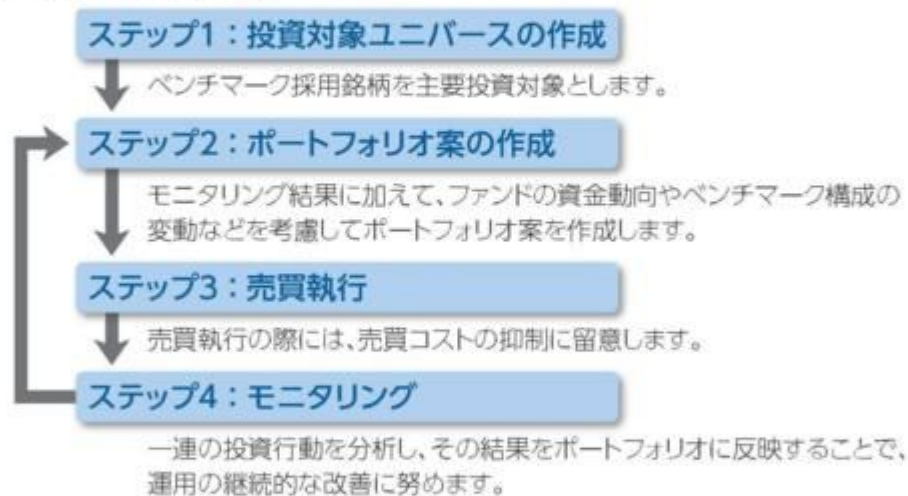 ステップ1：投資対象ユニバースの作成
ベンチマーク採用銘柄を主要投資対象とします。
ステップ2：ポートフォリオ案の作成
モニタリング結果に加えて、ファンドの資金動向やベンチマーク構成の
変動などを考慮してポートフォリオ案を作成します。
ステップ3：売買執行
売買執行の際には、売買コストの抑制に留意します。
ステップ4：モニタリング
一連の投資行動を分析し、その結果をポートフォリオに反映することで、
運用の継続的な改善に努めます。